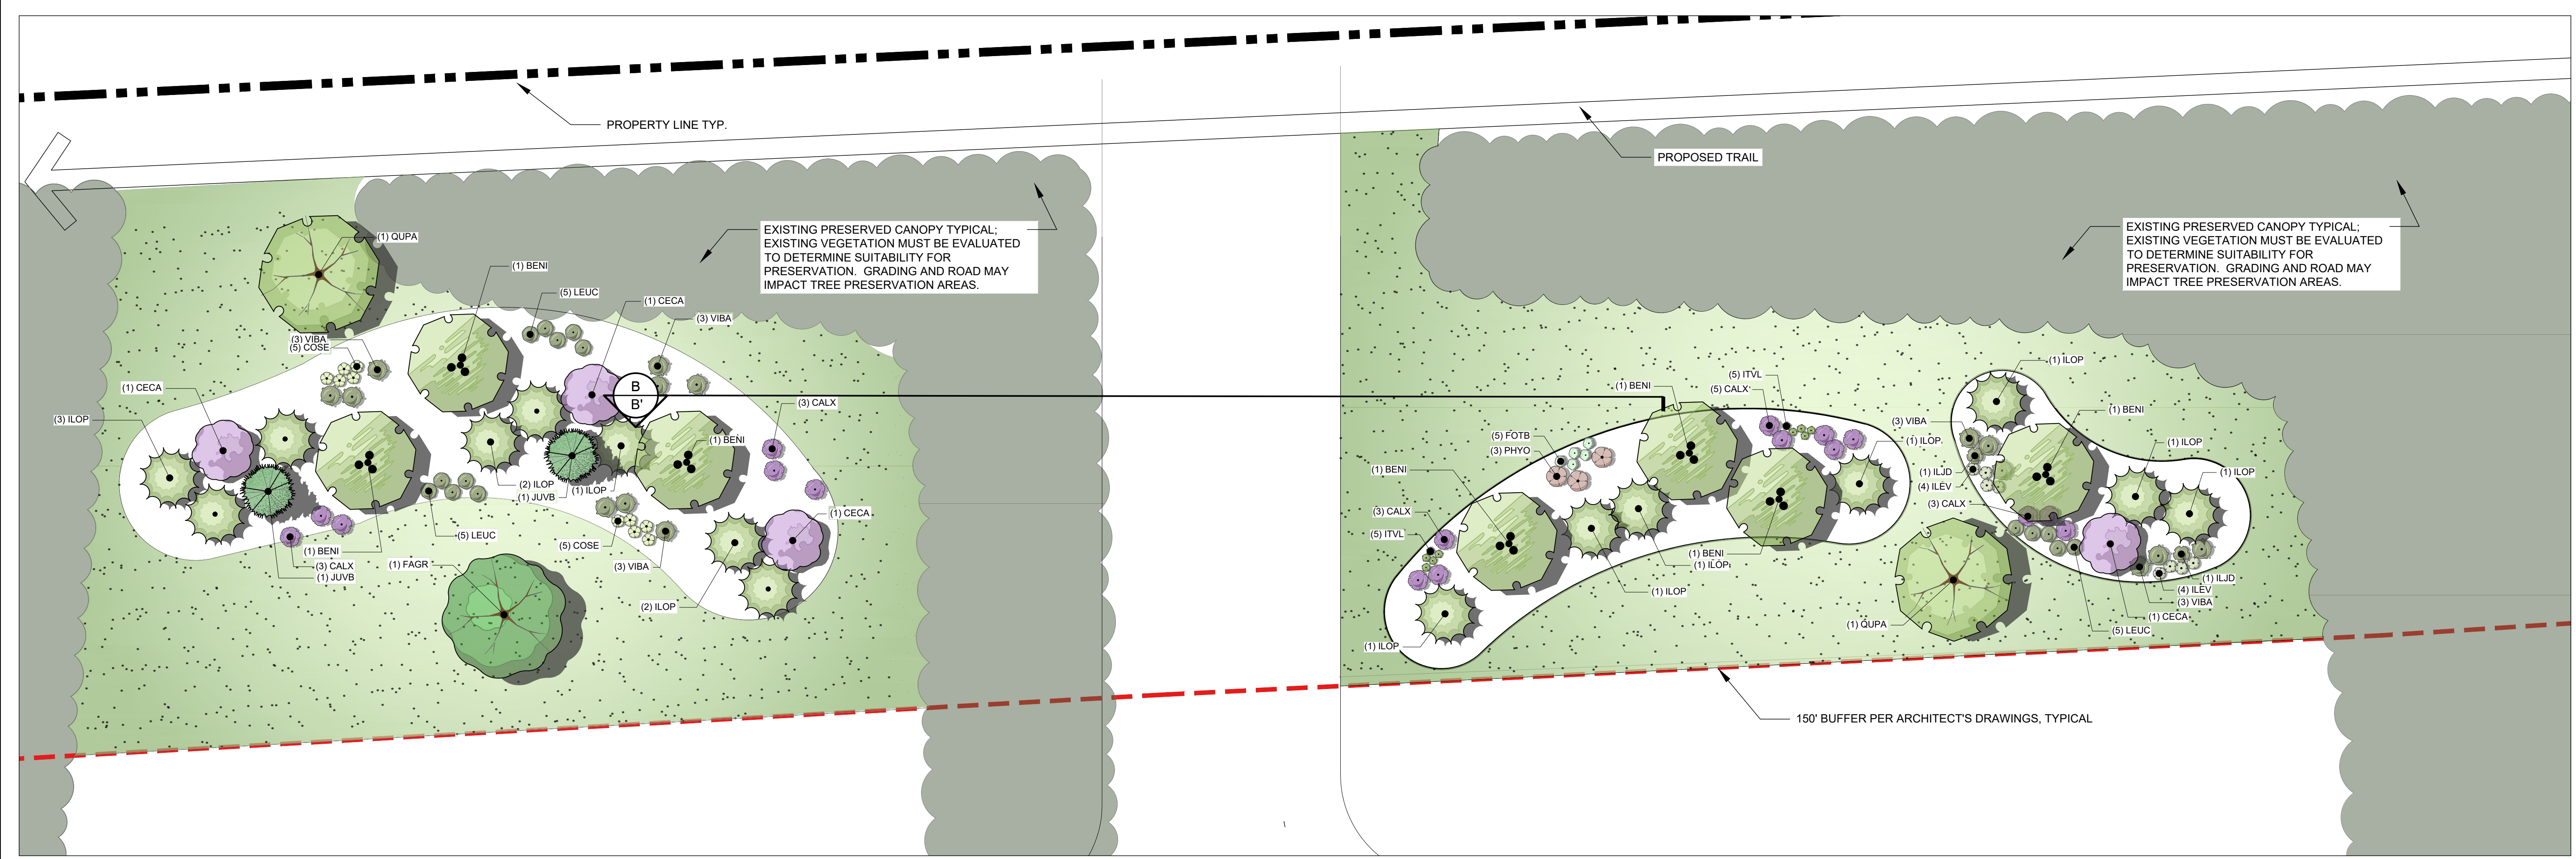 PROPERTY LINE TYP.
PROPOSED TRAIL
EXISTING PRESERVED CANOPY TYPICAL;
EXISTING VEGETATION MUST BE EVALUATED
TO DETERMINE SUITABILITY FOR
PRESERVATION. GRADING AND ROAD MAY
IMPACT TREE PRESERVATION AREAS.
EXISTING PRESERVED CANOPY TYPICAL;
EXISTING VEGETATION MUST BE EVALUATED
TO DETERMINE SUITABILITY FOR
PRESERVATION. GRADING AND ROAD MAY
IMPACT TREE PRESERVATION AREAS.
(1) QUPA
(1) BENI
(5) LEUC
(1) CECA
(3) VIBA
(3) VIBA
(5) COSE
(1) CECA
(3) ILOP
B
B'
(3) CALX
(1) BENI
(2) ILOP
(1) JUVB
(1) ILOP
(1) CECA
(5) LEUC
(5) COSE
(1) BENI
(3) CALX
(1) JUVB
(1) FAGR
(3) VIBA
(2) ILOP
(1) ILOP
(5) ITVL
(1) BENI
(5) CALX
(1) BENI
(3) VIBA
(5) FOTB
(1) ILOP
(1) ILOP
(3) PHYO
(1) BENI
(1) ILJD
(1) ILOP
(4) ILEV
(3) CALX
(3) CALX
(5) ITVL
(1) BENI
(1) ILOP
(1) ILJD
(1) ILOP
(4) ILEV
(3) VIBA
(1) CECA
(1) QUPA
(5) LEUC
(1) ILOP
150' BUFFER PER ARCHITECT'S DRAWINGS, TYPICAL